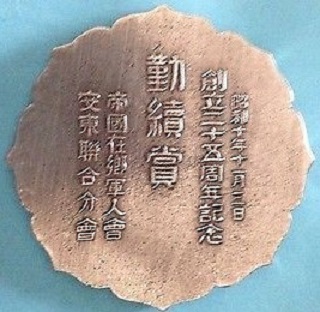 昭和十年十一月三日
創立二十五周年記念
勤續賞
帝國在鄉軍人會
安東聯合分會